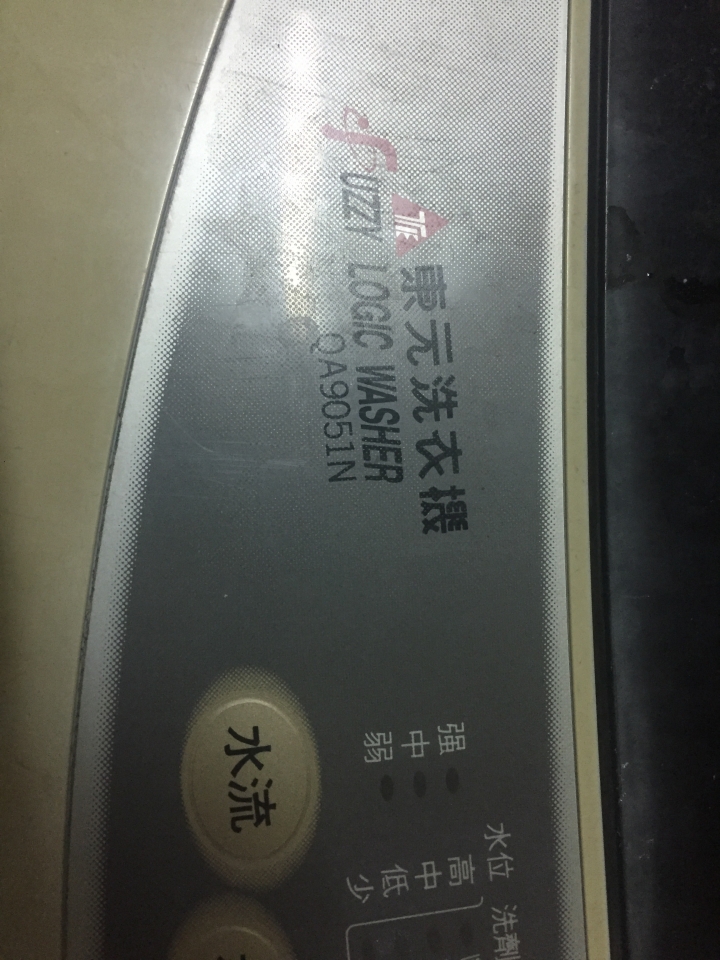 東元洗衣機
FUZZY LOGIC WASHER
QA9051N
强
中
弱
水流
水位
高
中
低
少
洗劑